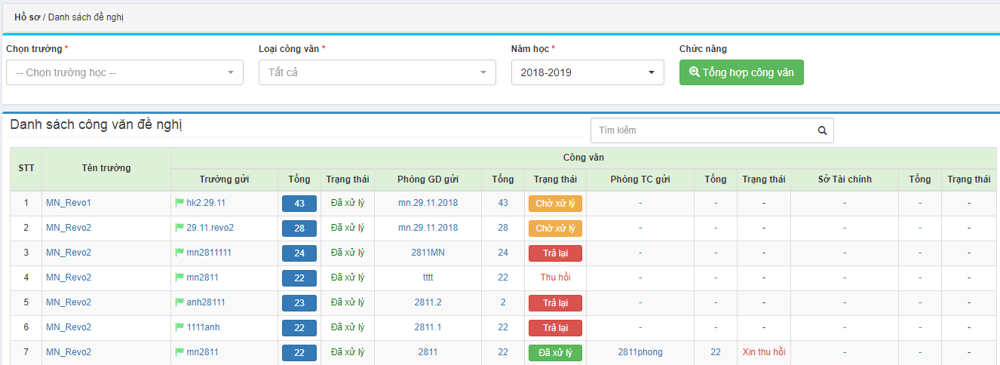 Hồ sơ / Danh sách đề nghị
Chọn trường * Loại công văn * Năm học * Chức năng
-- Chọn trường học -- Tất cả 2018-2019 Tổng hợp công văn
Danh sách công văn đề nghị Tìm kiếm
STT Tên trường Công văn
Trường gửi Tổng Trạng thái Phòng GD gửi Tổng Trạng thái Phòng TC gửi Tổng Trạng thái Sở Tài chính Tổng Trạng thái
1 MN_Revo1 hk2.29.11 43 Đã xử lý mn.29.11.2018 43 Chờ xử lý - - - - - -
2 MN_Revo2 29.11.revo2 28 Đã xử lý mn.29.11.2018 28 Chờ xử lý - - - - - -
3 MN_Revo2 mn2811111 24 Đã xử lý 2811MN 24 Trả lại - - - - - -
4 MN_Revo2 mn2811 22 Đã xử lý tttt 22 Thu hồi - - - - - -
5 MN_Revo2 anh28111 23 Đã xử lý 2811.2 2 Trả lại - - - - - -
6 MN_Revo2 1111anh 22 Đã xử lý 2811.1 22 Trả lại - - - - - -
7 MN_Revo2 mn2811 22 Đã xử lý 2811 22 Đã xử lý 2811phong 22 Xin thu hồi - - -